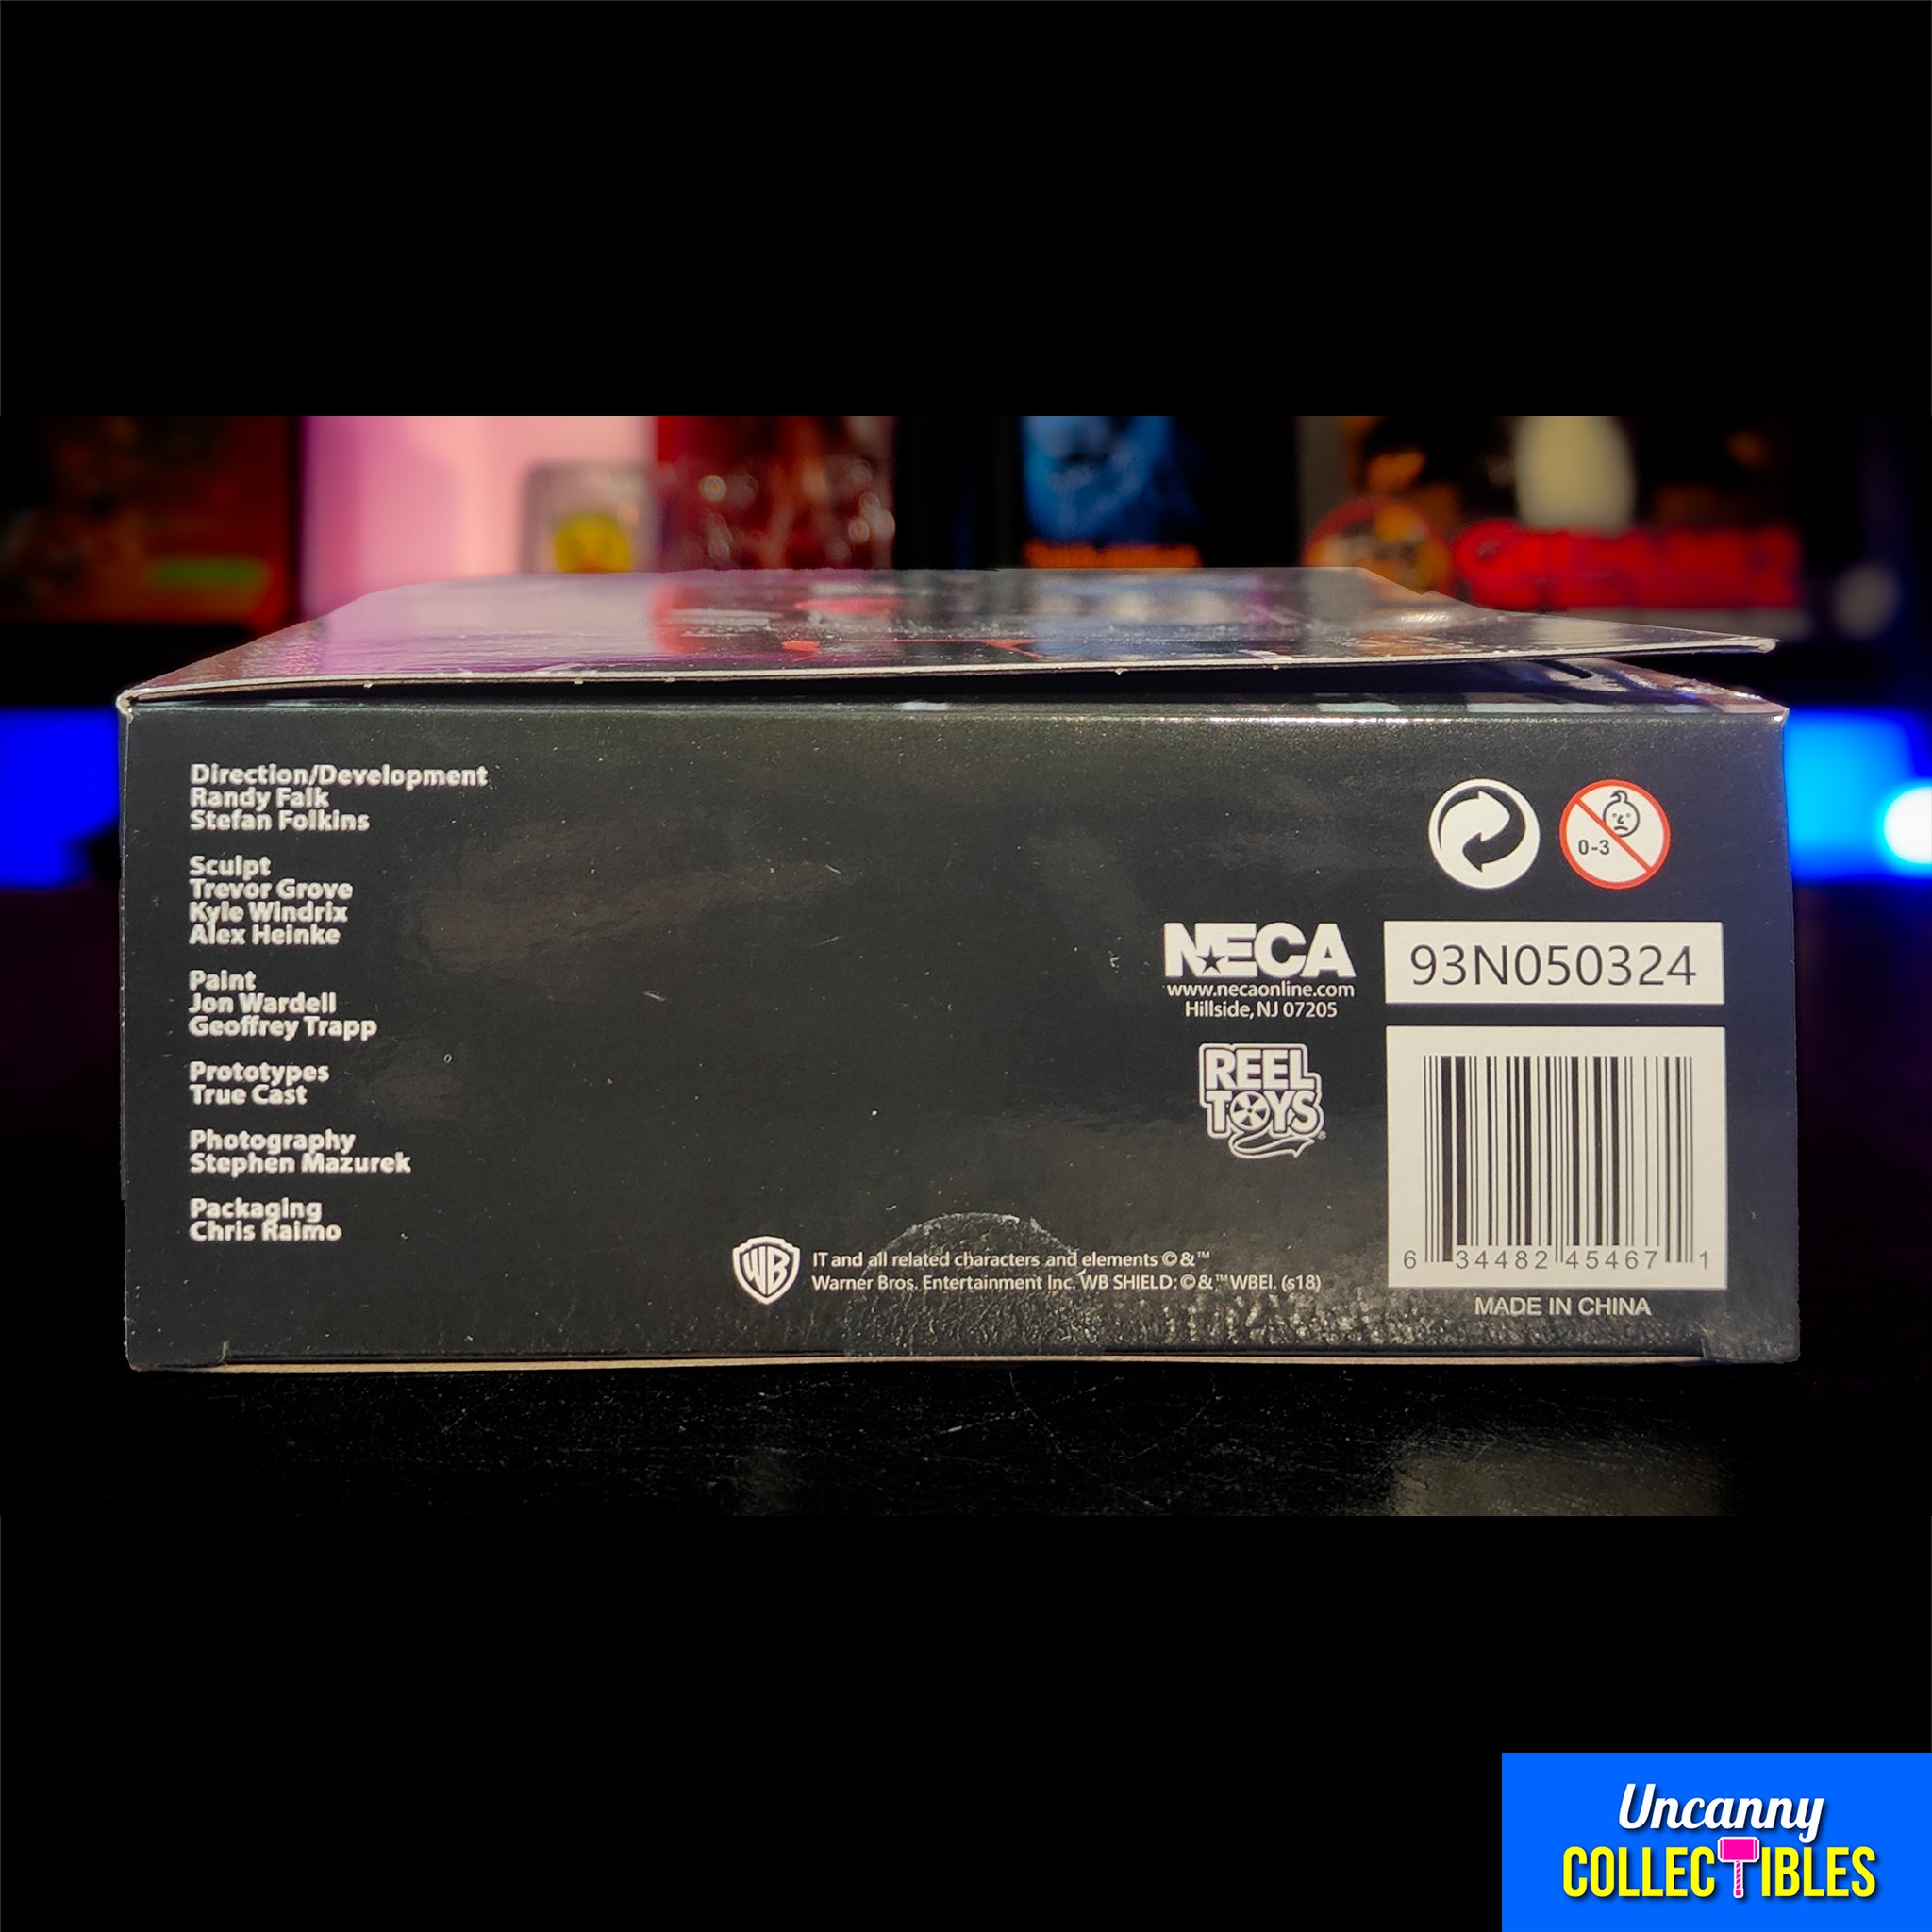 Direction/Development
Randy Falk
Stefan Folkins
Sculpt
Trevor Grove
Kyle Windrix
Alex Heinke
Paint
Jon Wardell
Geoffrey Trapp
Prototypes
True Cast
Photography
Stephen Mazurek
Packaging
Chris Raimo
0-3
NECA
www.necaonline.com
Hillside, NJ 07205
93N050324
REEL
TOYS®
WB
IT and all related characters and elements © & ™
Warner Bros. Entertainment Inc. WB SHIELD: © & ™ WBEI. (s18)
6 34482 45467 1
MADE IN CHINA
Uncanny
COLLECTIBLES